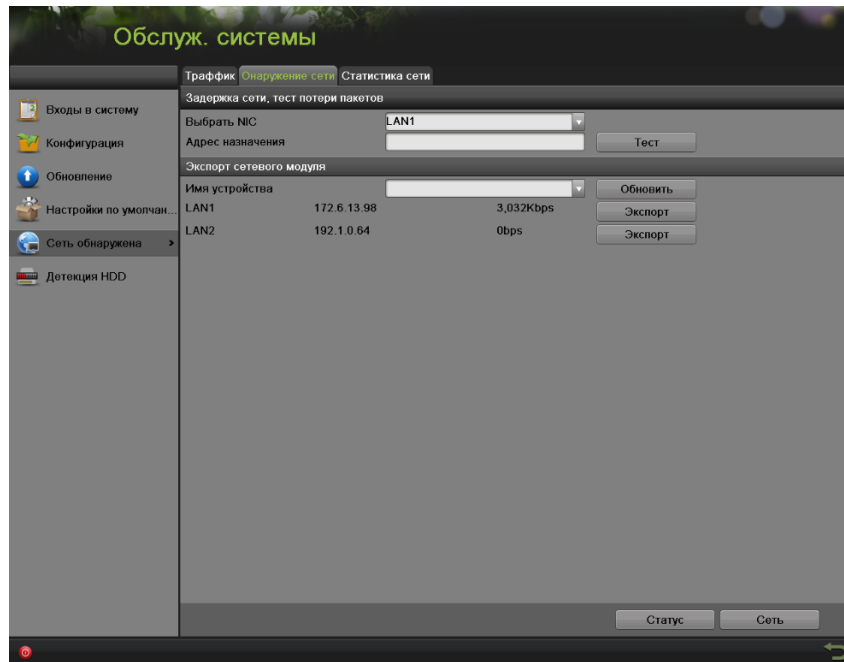 Обслуж. системы
Траффик Онаружение сети Статистика сети
Задержка сети, тест потери пакетов
Входы в систему
Выбрать NIC LAN1
Конфигурация
Адрес назначения Тест
Экспорт сетевого модуля
Обновление
Имя устройства Обновить
Настройки по умолчан...
LAN1 172.6.13.98 3,032Kbps Экспорт
LAN2 192.1.0.64 0bps Экспорт
Сеть обнаружена >
Детекция HDD
Статус Сеть